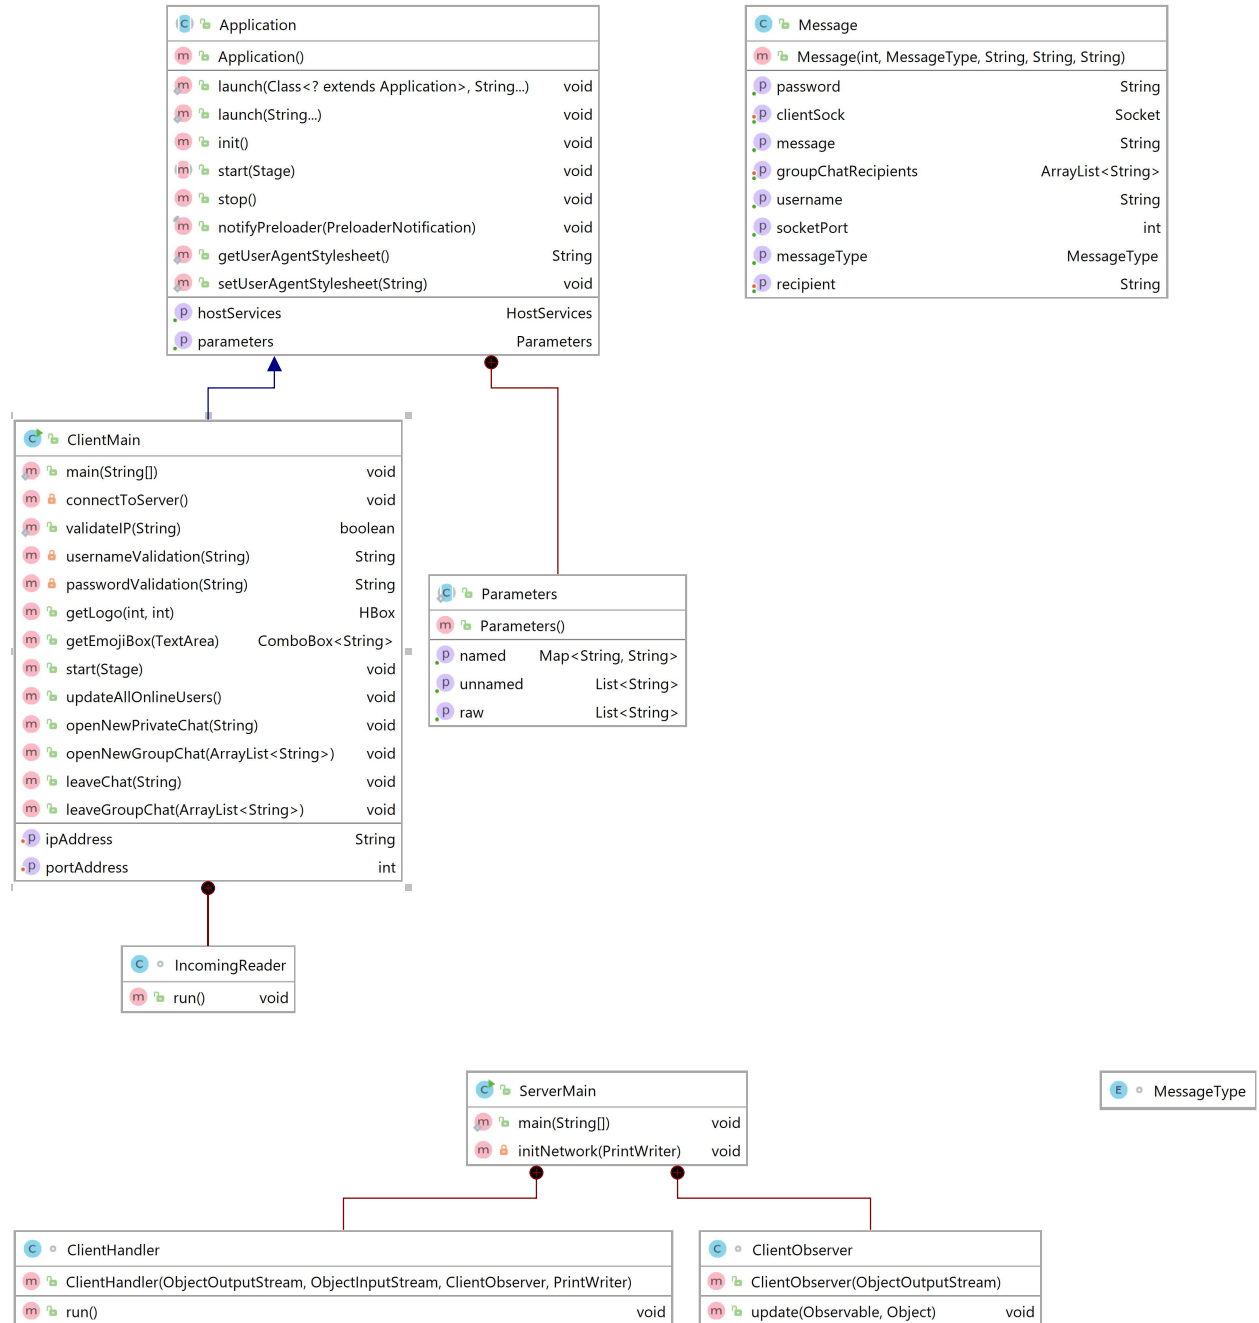 Application
Application()
launch(Class<? extends Application>, String...) void
launch(String...) void
init() void
start(Stage) void
stop() void
notifyPreloader(PreloaderNotification) void
getUserAgentStylesheet() String
setUserAgentStylesheet(String) void
hostServices HostServices
parameters Parameters
Message
Message(int, MessageType, String, String, String)
password String
clientSock Socket
message String
groupChatRecipients ArrayList<String>
username String
socketPort int
messageType MessageType
recipient String
ClientMain
main(String[]) void
connectToServer() void
validateIP(String) boolean
usernameValidation(String) String
passwordValidation(String) String
getLogo(int, int) HBox
getEmojiBox(TextArea) ComboBox<String>
start(Stage) void
updateAllOnlineUsers() void
openNewPrivateChat(String) void
openNewGroupChat(ArrayList<String>) void
leaveChat(String) void
leaveGroupChat(ArrayList<String>) void
ipAddress String
portAddress int
Parameters
Parameters()
named Map<String, String>
unnamed List<String>
raw List<String>
IncomingReader
run() void
ServerMain
main(String[]) void
initNetwork(PrintWriter) void
MessageType
ClientHandler
ClientHandler(ObjectOutputStream, ObjectInputStream, ClientObserver, PrintWriter)
run() void
ClientObserver
ClientObserver(ObjectOutputStream)
update(Observable, Object) void